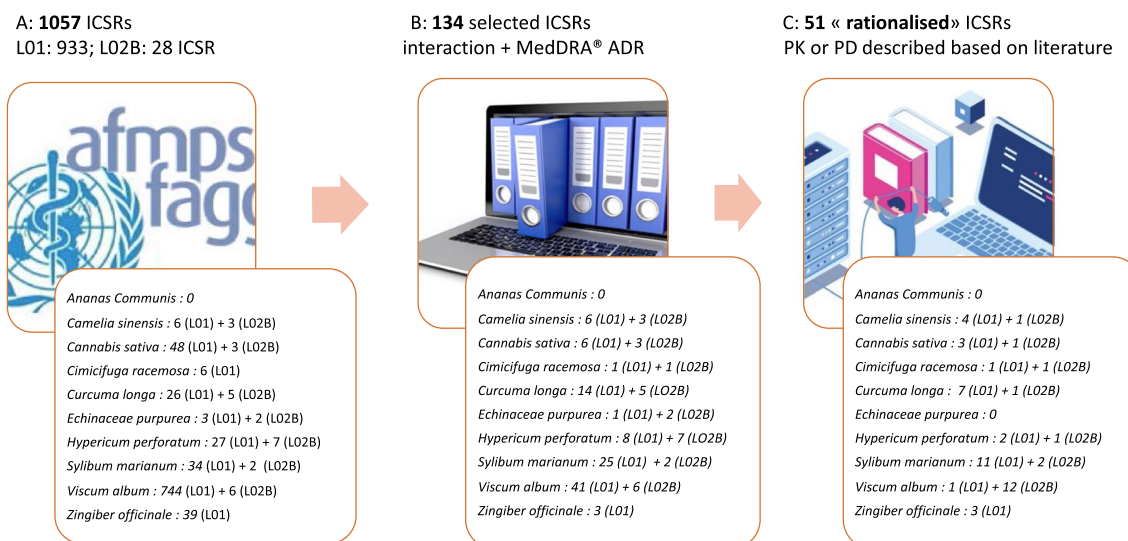 A: 1057 ICSRs
L01: 933; L02B: 28 ICSR
B: 134 selected ICSRs
interaction + MedDRA® ADR
C: 51 « rationalised» ICSRs
PK or PD described based on literature
afmps
fagg
Ananas Communis : 0
Camelia sinensis : 6 (L01) + 3 (L02B)
Cannabis sativa : 48 (L01) + 3 (L02B)
Cimicifuga racemosa : 6 (L01)
Curcuma longa : 26 (L01) + 5 (L02B)
Echinaceae purpurea : 3 (L01) + 2 (L02B)
Hypericum perforatum : 27 (L01) + 7 (L02B)
Sylibum marianum : 34 (L01) + 2 (L02B)
Viscum album : 744 (L01) + 6 (L02B)
Zingiber officinale : 39 (L01)
Ananas Communis : 0
Camelia sinensis : 6 (L01) + 3 (L02B)
Cannabis sativa : 6 (L01) + 3 (L02B)
Cimicifuga racemosa : 1 (L01) + 1 (L02B)
Curcuma longa : 14 (L01) + 5 (LO2B)
Echinaceae purpurea : 1 (L01) + 2 (L02B)
Hypericum perforatum : 8 (L01) + 7 (LO2B)
Sylibum marianum : 25 (L01) + 2 (L02B)
Viscum album : 41 (L01) + 6 (L02B)
Zingiber officinale : 3 (L01)
Ananas Communis : 0
Camelia sinensis : 4 (L01) + 1 (L02B)
Cannabis sativa : 3 (L01) + 1 (L02B)
Cimicifuga racemosa : 1 (L01) + 1 (L02B)
Curcuma longa : 7 (L01) + 1 (L02B)
Echinaceae purpurea : 0
Hypericum perforatum : 2 (L01) + 1 (L02B)
Sylibum marianum : 11 (L01) + 2 (L02B)
Viscum album : 1 (L01) + 12 (L02B)
Zingiber officinale : 3 (L01)